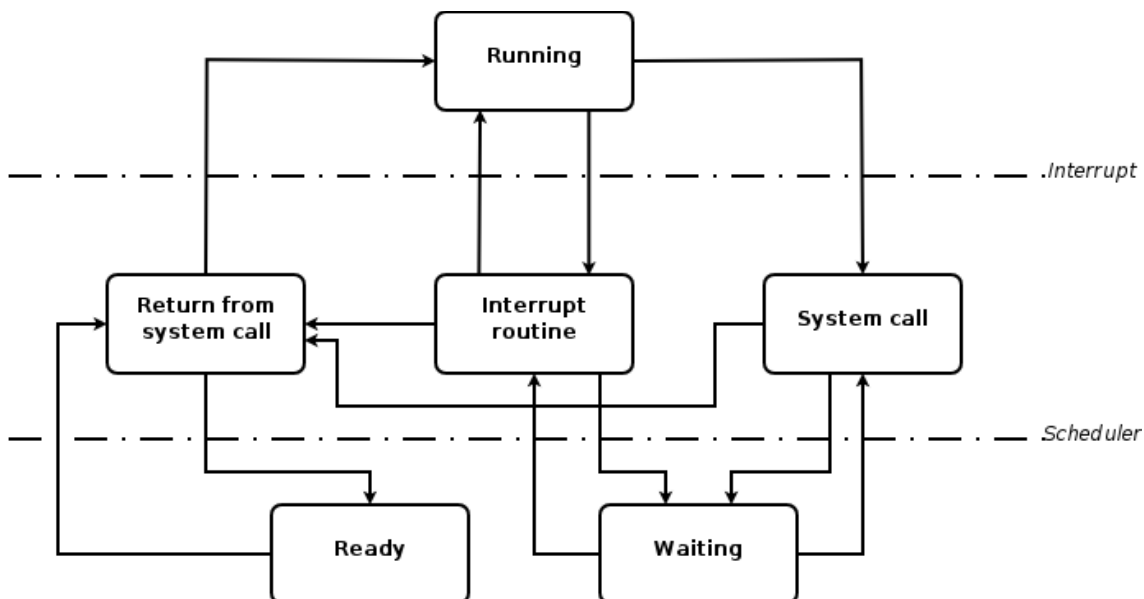 Running
Interrupt
Return from
system call
Interrupt
routine
System call
Scheduler
Ready
Waiting